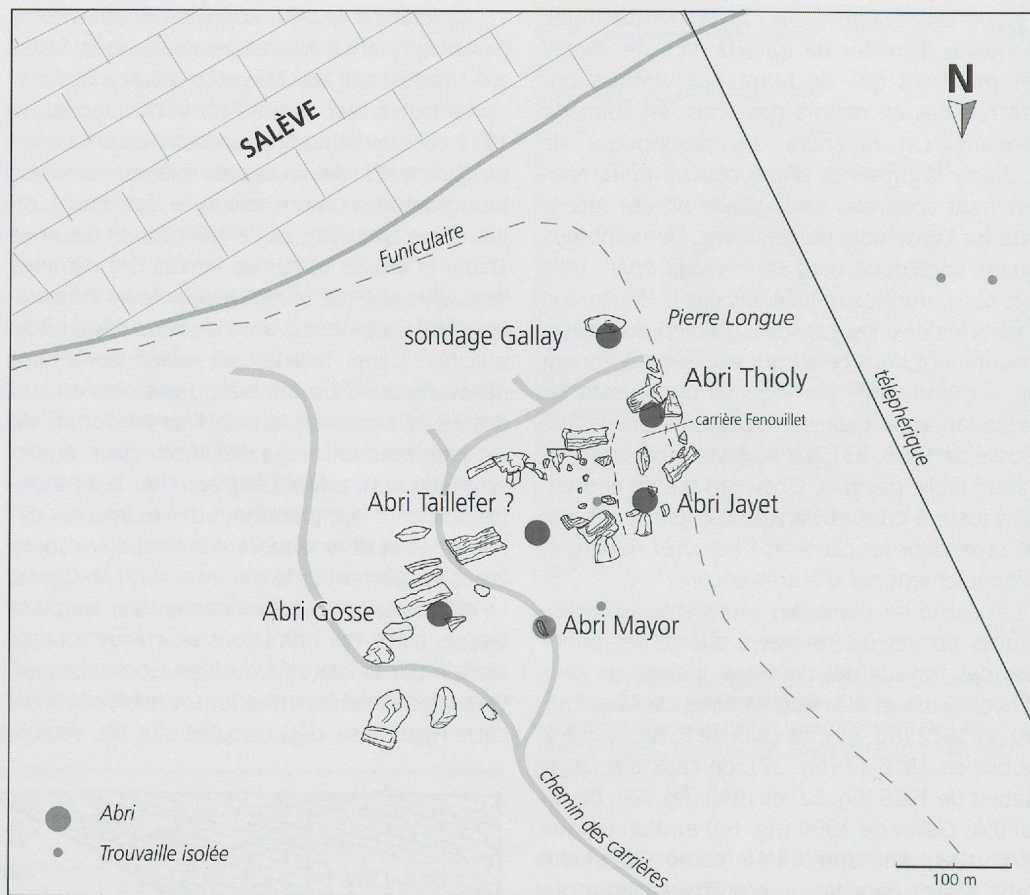 N
SALÈVE
Funiculaire
Pierre Longue
sondage Gallay
Abri Thioly
téléphérique
carrière Fenouillet
Abri Taillefer ?
Abri Jayet
Abri Gosse
Abri Mayor
chemin des carrières
Abri
Trouvaille isolée
100 m